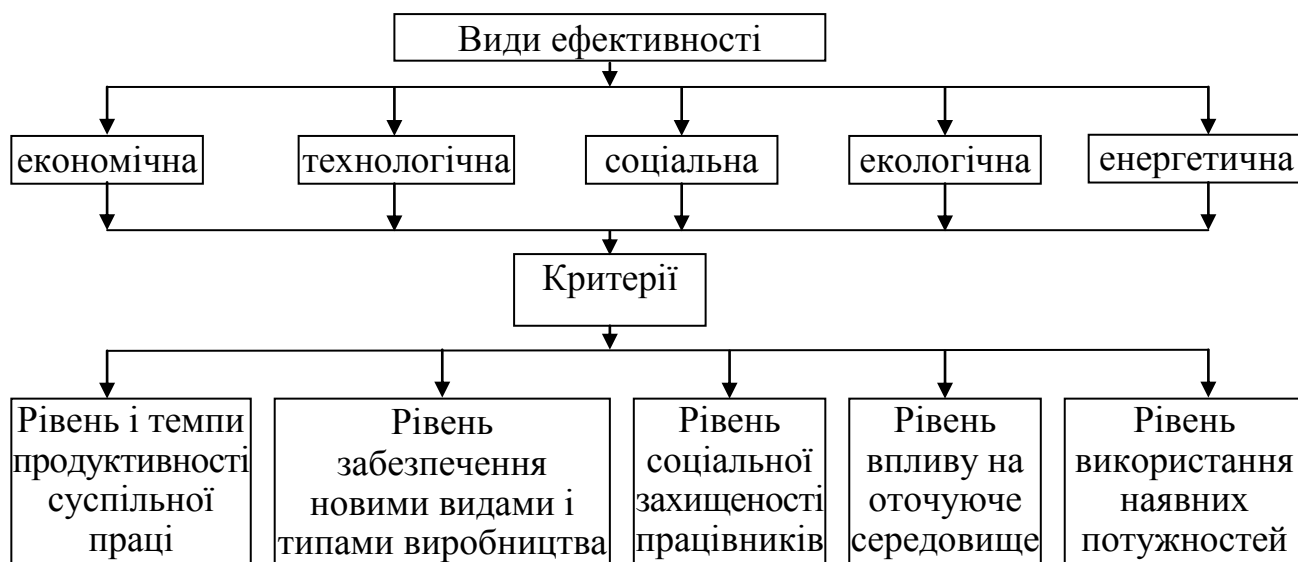 Види ефективності
економічна
технологічна
соціальна
екологічна
енергетична
Критерії
Рівень і темпи
продуктивності
суспільної
праці
Рівень
забезпечення
новими видами і
типами виробництва
Рівень
соціальної
захищеності
працівників
Рівень
впливу на
оточуюче
середовище
Рівень
використання
наявних
потужностей